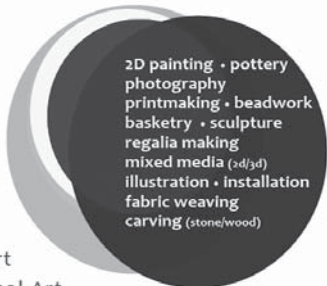 2D painting • pottery
photography
printmaking • beadwork
basketry • sculpture
regalia making
mixed media (2d/3d)
illustration • installation
fabric weaving
carving (stone/wood)
Art